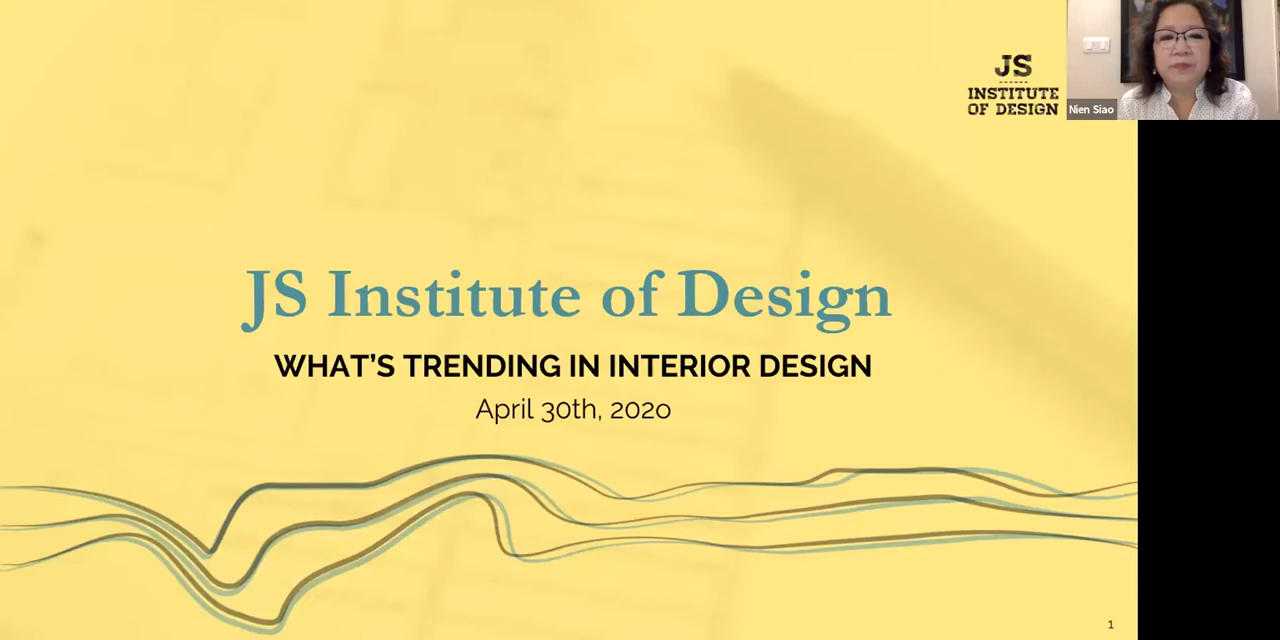 JS
INSTITUTE
OF DESIGN
Nien Siao
JS Institute of Design
WHAT'S TRENDING IN INTERIOR DESIGN
April 30th, 2020
1